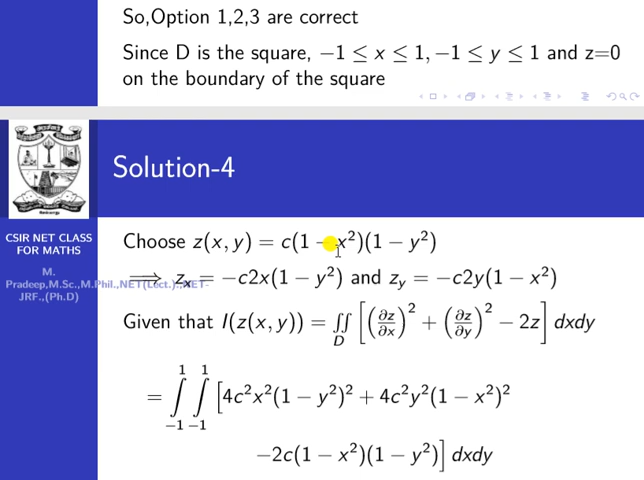 So,Option 1,2,3 are correct
Since D is the square, −1 ≤ x ≤ 1, −1 ≤ y ≤ 1 and z=0
on the boundary of the square
Solution-4
CSIR NET CLASS
FOR MATHS
M.
Pradeep,M.Sc.,M.Phil.,NET(Lect.).,NET-
JRF.,(Ph.D)
Choose z(x, y) = c(1 − x²)(1 − y²)
⟹ zₓ = −c2x(1 − y²) and z_y = −c2y(1 − x²)
Given that I(z(x, y)) = ∬_D [(∂z/∂x)² + (∂z/∂y)² − 2z] dxdy
= ∫_{−1}^{1} ∫_{−1}^{1} [4c²x²(1 − y²)² + 4c²y²(1 − x²)²
−2c(1 − x²)(1 − y²)] dxdy